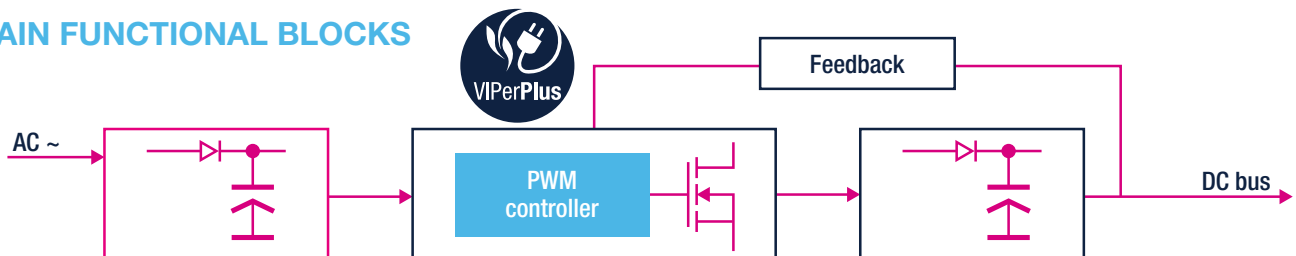 AIN FUNCTIONAL BLOCKS
VIPerPlus
Feedback
AC ~
PWM
controller
DC bus